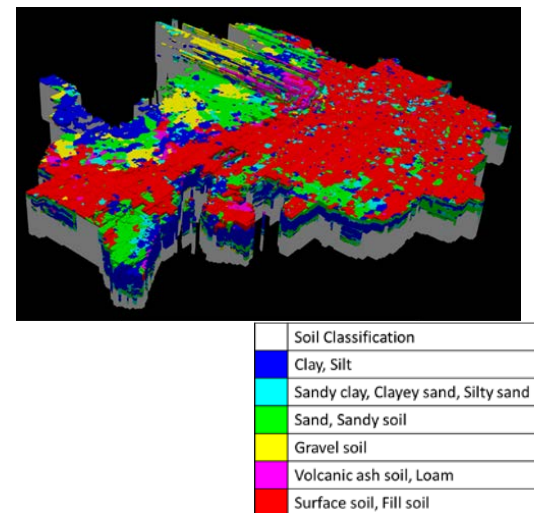 Soil Classification
Clay, Silt
Sandy clay, Clayey sand, Silty sand
Sand, Sandy soil
Gravel soil
Volcanic ash soil, Loam
Surface soil, Fill soil